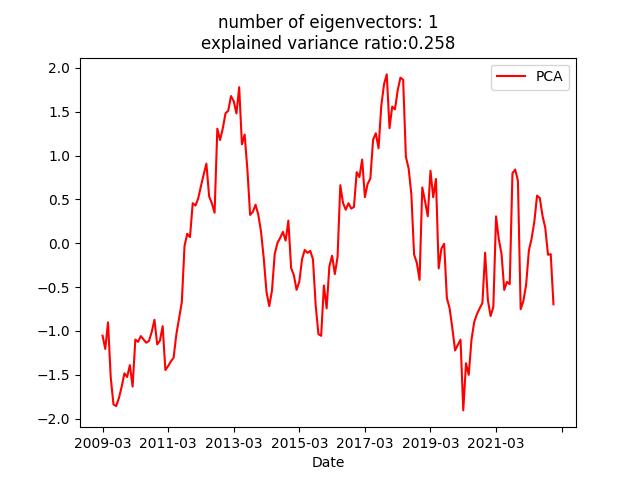 number of eigenvectors: 1
explained variance ratio:0.258
PCA
2.0
1.5
1.0
0.5
0.0
−0.5
−1.0
−1.5
−2.0
2009-03 2011-03 2013-03 2015-03 2017-03 2019-03 2021-03
Date